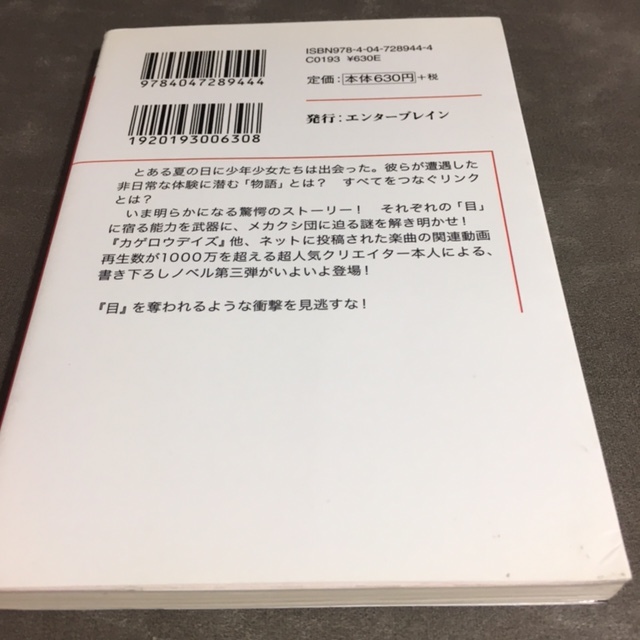 ISBN978-4-04-728944-4
C0193 ¥630E
9784047289444
定価：本体630円+税
1920193006308
発行：エンターブレイン
とある夏の日に少年少女たちは出会った。彼らが遭遇した
非日常な体験に潜む「物語」とは？ すべてをつなぐリンク
とは？
いま明らかになる驚愕のストーリー！ それぞれの「目」
に宿る能力を武器に、メカクシ団に迫る謎を解き明かせ！
『カゲロウデイズ』他、ネットに投稿された楽曲の関連動画
再生数が1000万を超える超人気クリエイター本人による、
書き下ろしノベル第三弾がいよいよ登場！
『目』を奪われるような衝撃を見逃すな！